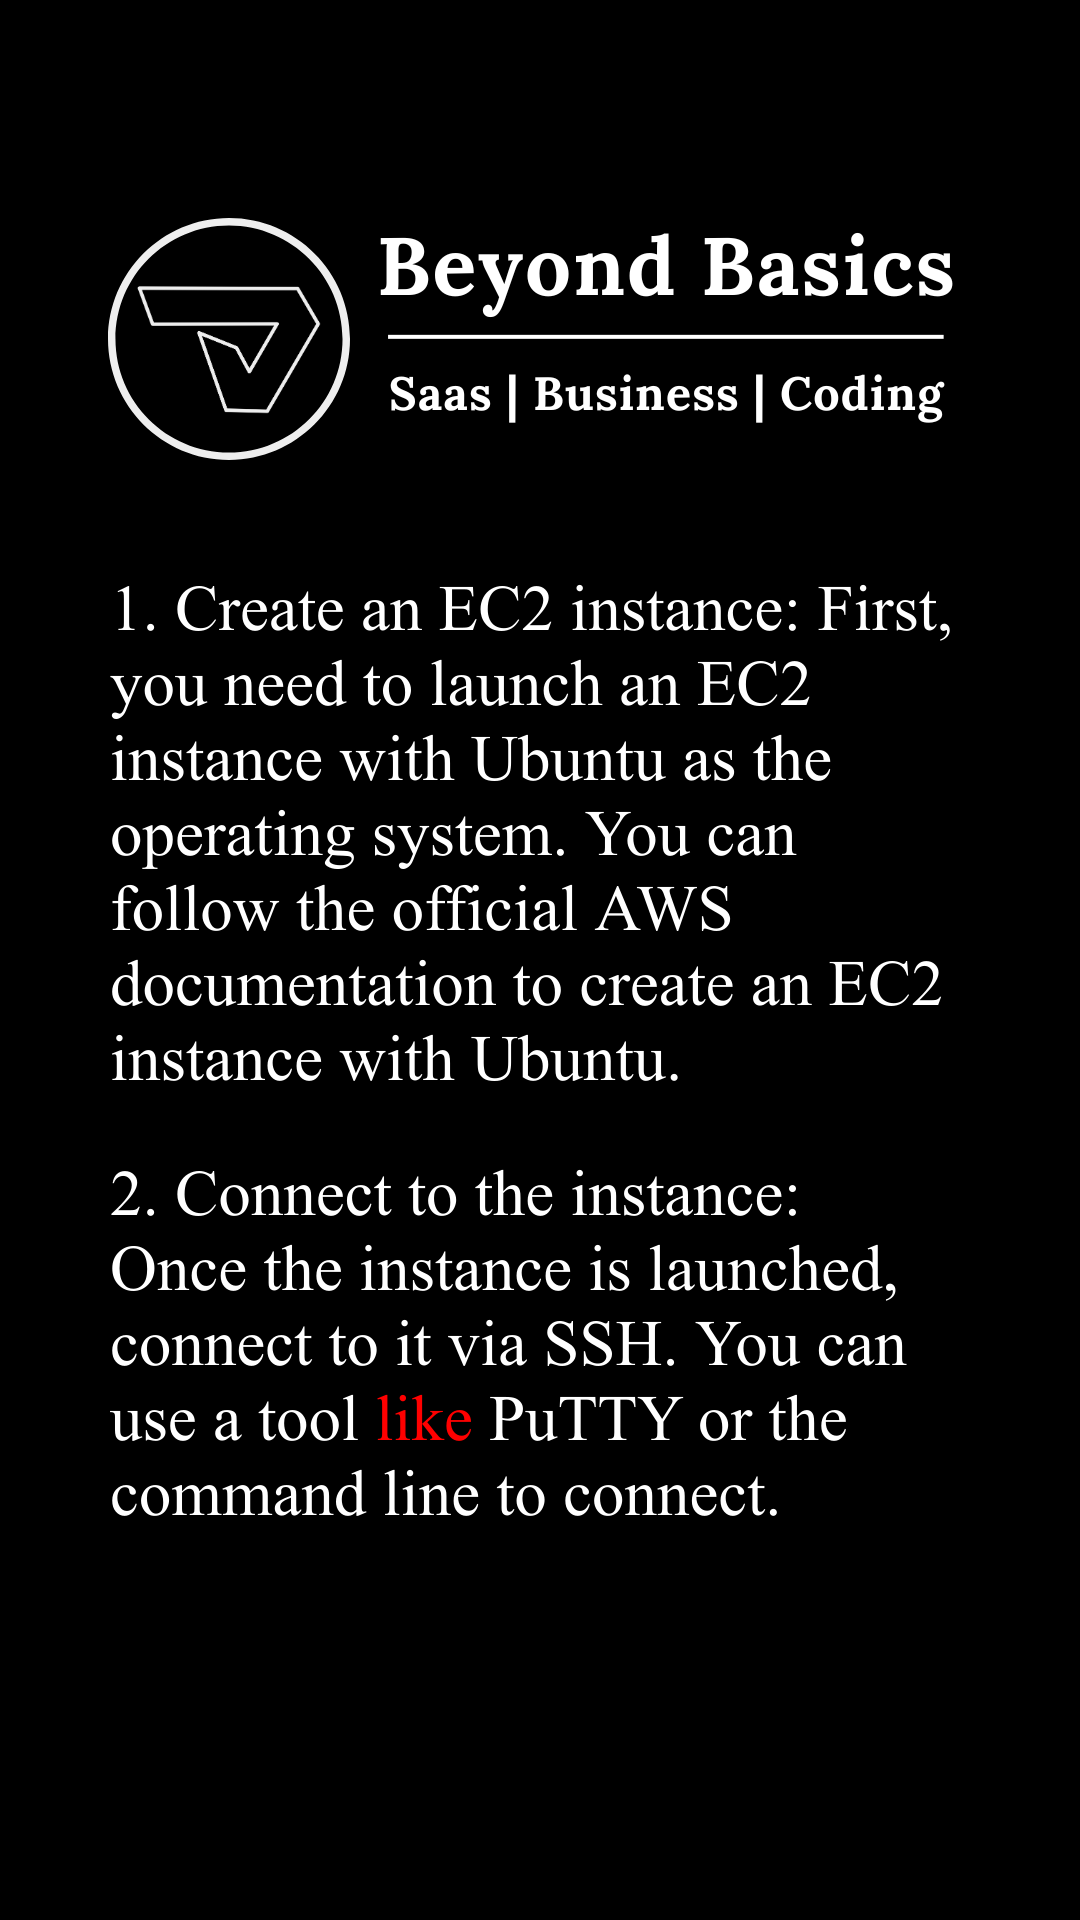 Beyond Basics
Saas | Business | Coding
1. Create an EC2 instance: First,
you need to launch an EC2
instance with Ubuntu as the
operating system. You can
follow the official AWS
documentation to create an EC2
instance with Ubuntu.
2. Connect to the instance:
Once the instance is launched,
connect to it via SSH. You can
use a tool like PuTTY or the
command line to connect.